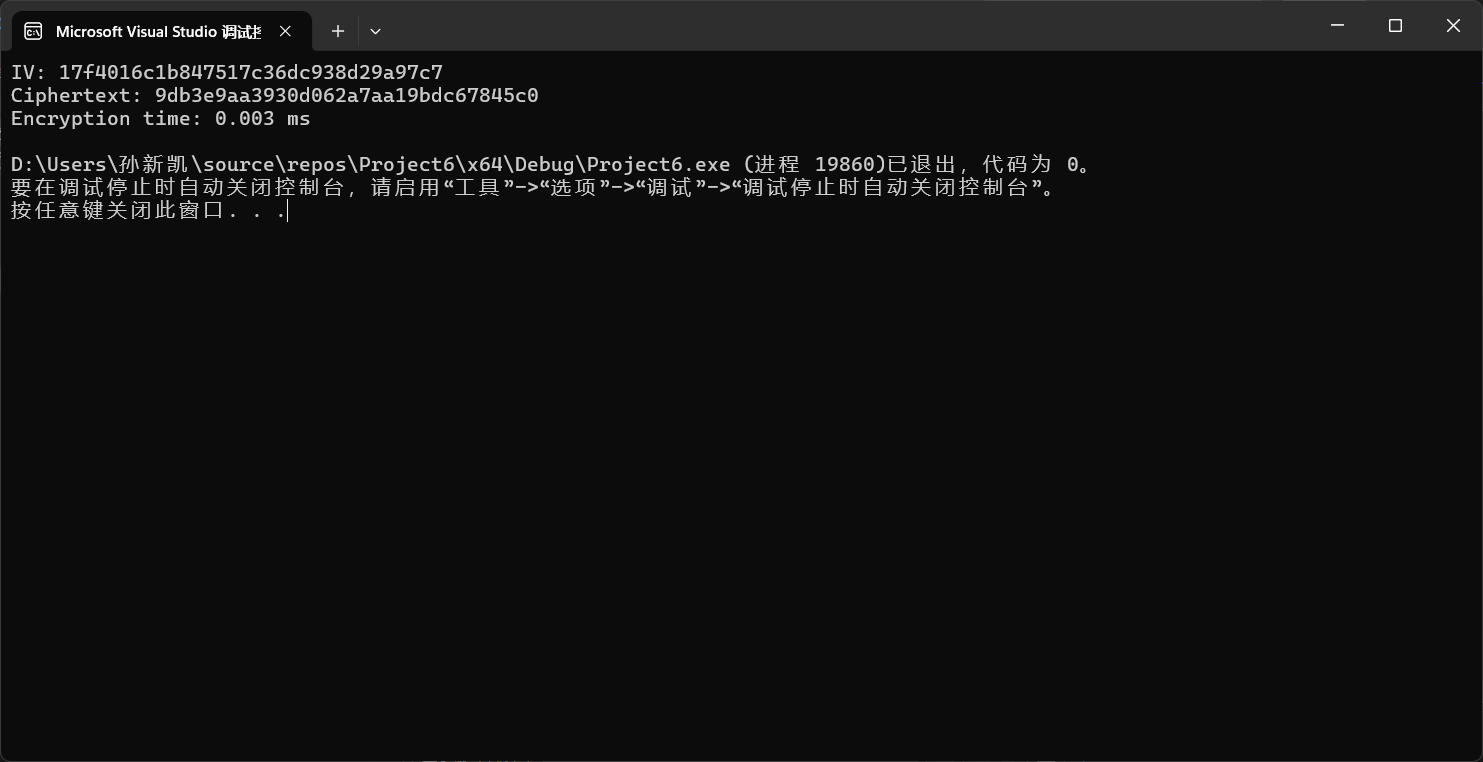 Microsoft Visual Studio 调试控
IV: 17f4016c1b847517c36dc938d29a97c7
Ciphertext: 9db3e9aa3930d062a7aa19bdc67845c0
Encryption time: 0.003 ms
D:\Users\孙新凯\source\repos\Project6\x64\Debug\Project6.exe (进程 19860)已退出，代码为 0。
要在调试停止时自动关闭控制台，请启用“工具”->“选项”->“调试”->“调试停止时自动关闭控制台”。
按任意键关闭此窗口. . .